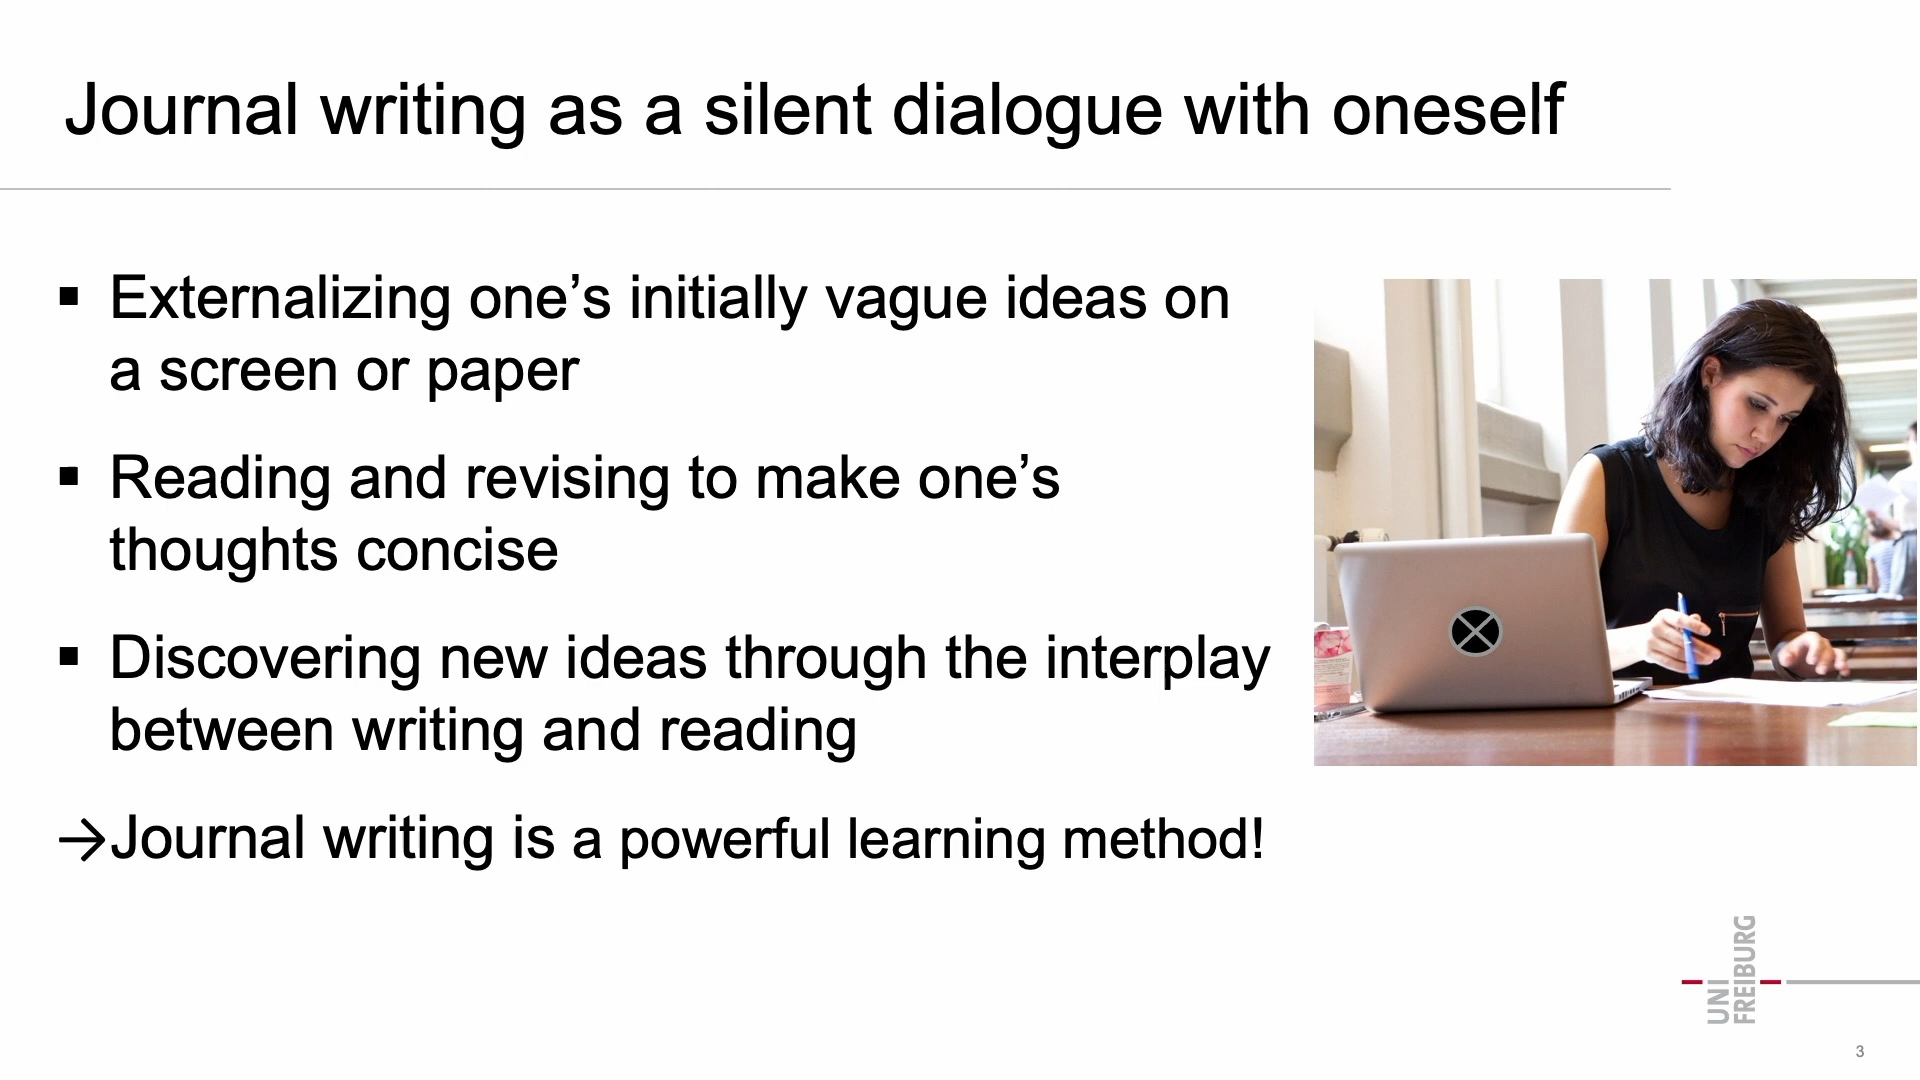 Journal writing as a silent dialogue with oneself
▪ Externalizing one’s initially vague ideas on
a screen or paper
▪ Reading and revising to make one’s
thoughts concise
▪ Discovering new ideas through the interplay
between writing and reading
→Journal writing is a powerful learning method!
UNI
FREIBURG
3